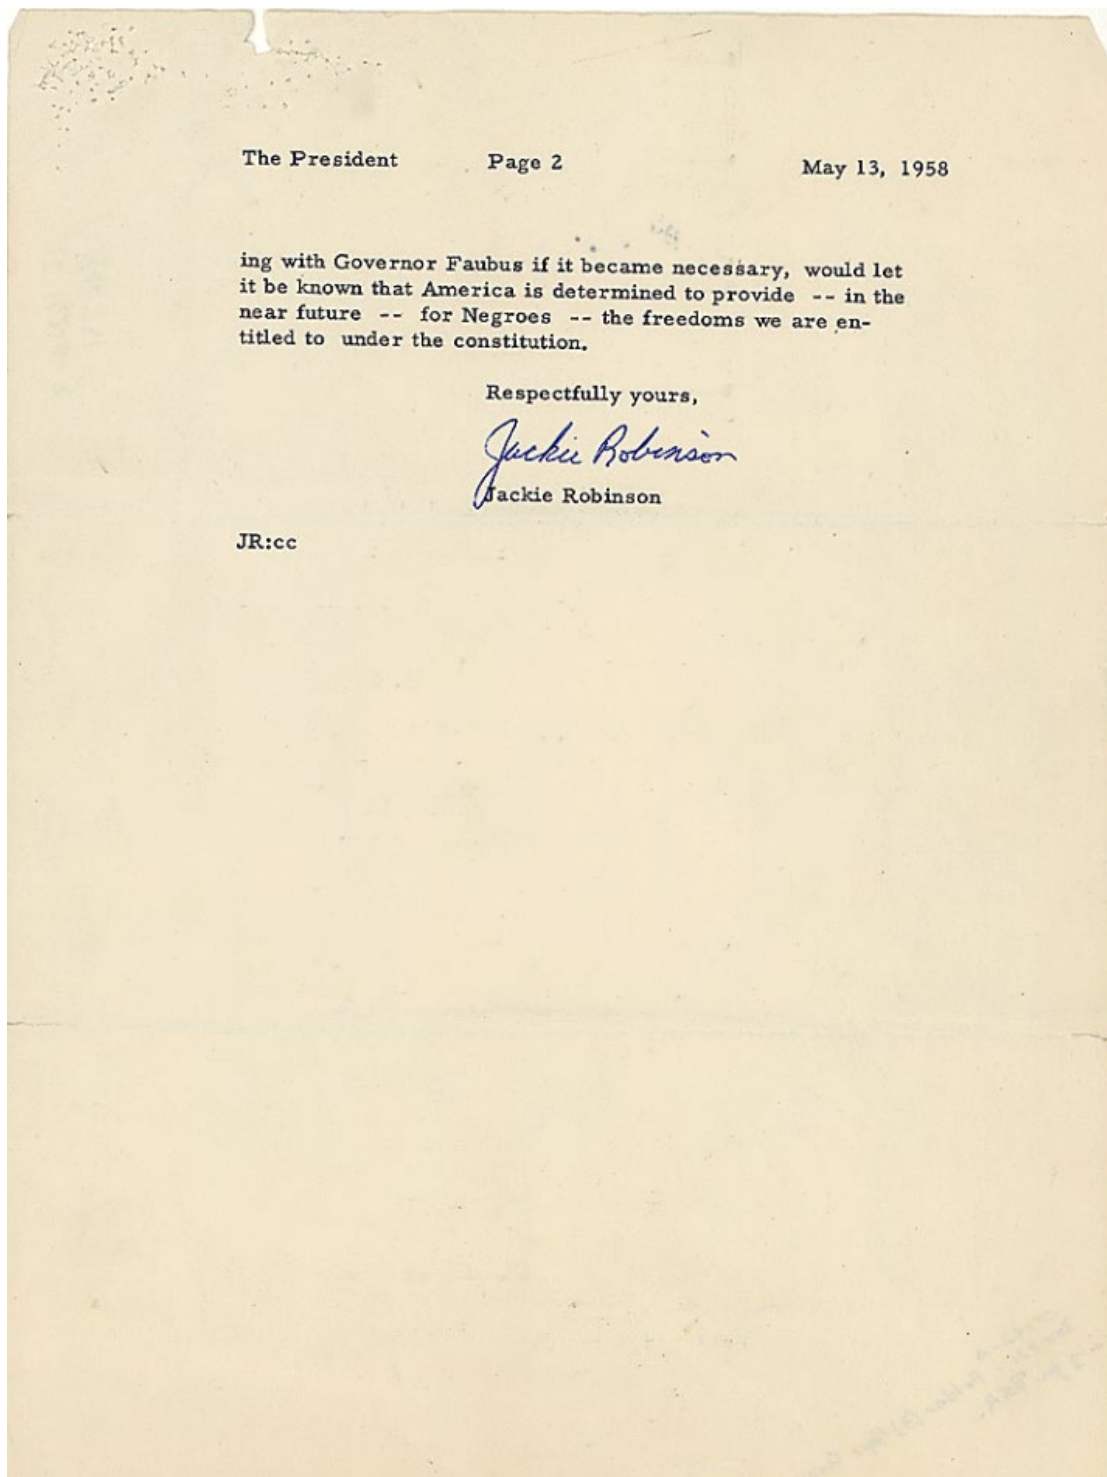 The President Page 2 May 13, 1958
ing with Governor Faubus if it became necessary, would let
it be known that America is determined to provide -- in the
near future -- for Negroes -- the freedoms we are en-
titled to under the constitution.
Respectfully yours,
Jackie Robinson
Jackie Robinson
JR:cc